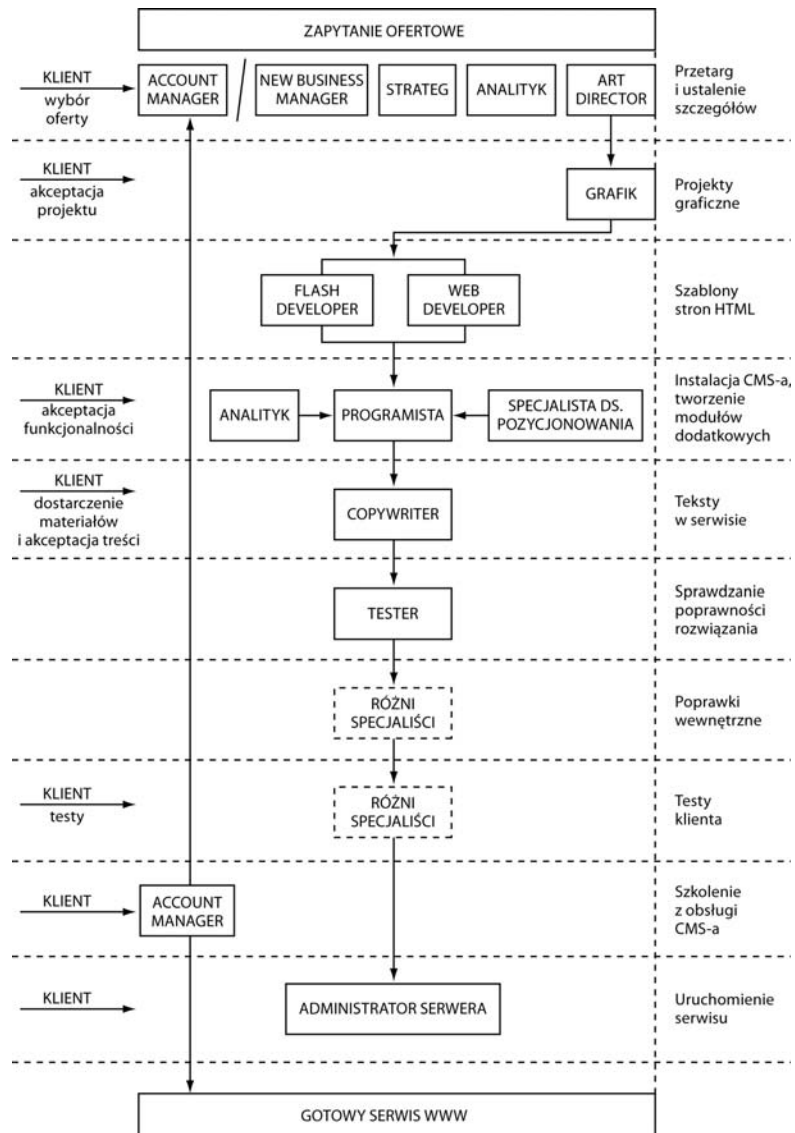 ZAPYTANIE OFERTOWE
KLIENT
wybór
oferty
ACCOUNT
MANAGER
NEW BUSINESS
MANAGER
STRATEG
ANALITYK
ART
DIRECTOR
Przetarg
i ustalenie
szczegółów
KLIENT
akceptacja
projektu
GRAFIK
Projekty
graficzne
FLASH
DEVELOPER
WEB
DEVELOPER
Szablony
stron HTML
KLIENT
akceptacja
funkcjonalności
ANALITYK
PROGRAMISTA
SPECJALISTA DS.
POZYCJONOWANIA
Instalacja CMS-a,
tworzenie
modułów
dodatkowych
KLIENT
dostarczenie
materiałów
i akceptacja treści
COPYWRITER
Teksty
w serwisie
TESTER
Sprawdzanie
poprawności
rozwiązania
RÓŻNI
SPECJALIŚCI
Poprawki
wewnętrzne
KLIENT
testy
RÓŻNI
SPECJALIŚCI
Testy
klienta
KLIENT
ACCOUNT
MANAGER
Szkolenie
z obsługi
CMS-a
KLIENT
ADMINISTRATOR SERWERA
Uruchomienie
serwisu
GOTOWY SERWIS WWW